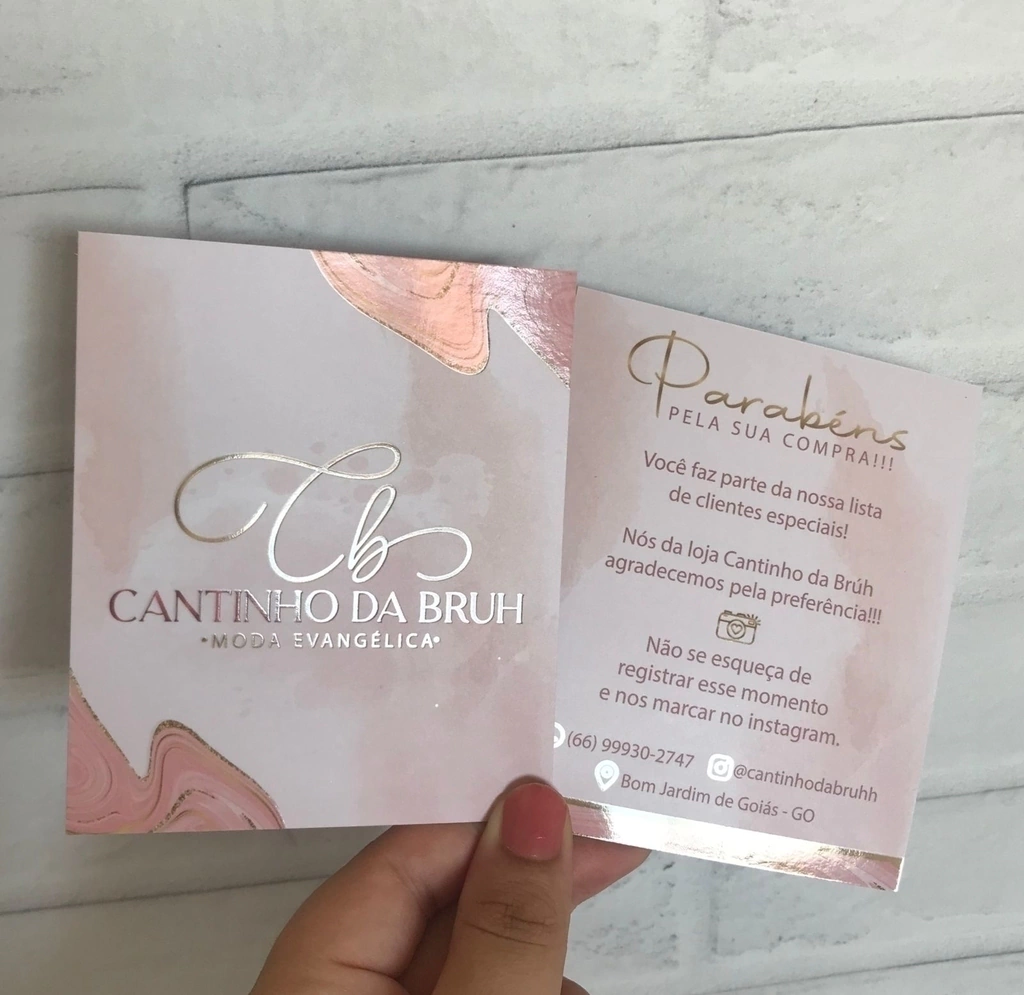 Cb
CANTINHO DA BRUH
•MODA EVANGÉLICA•
Parabéns
PELA SUA COMPRA!!!
Você faz parte da nossa lista
de clientes especiais!
Nós da loja Cantinho da Brúh
agradecemos pela preferência!!!
Não se esqueça de
registrar esse momento
e nos marcar no instagram.
(66) 99930-2747 @cantinhodabruhh
Bom Jardim de Goiás - GO